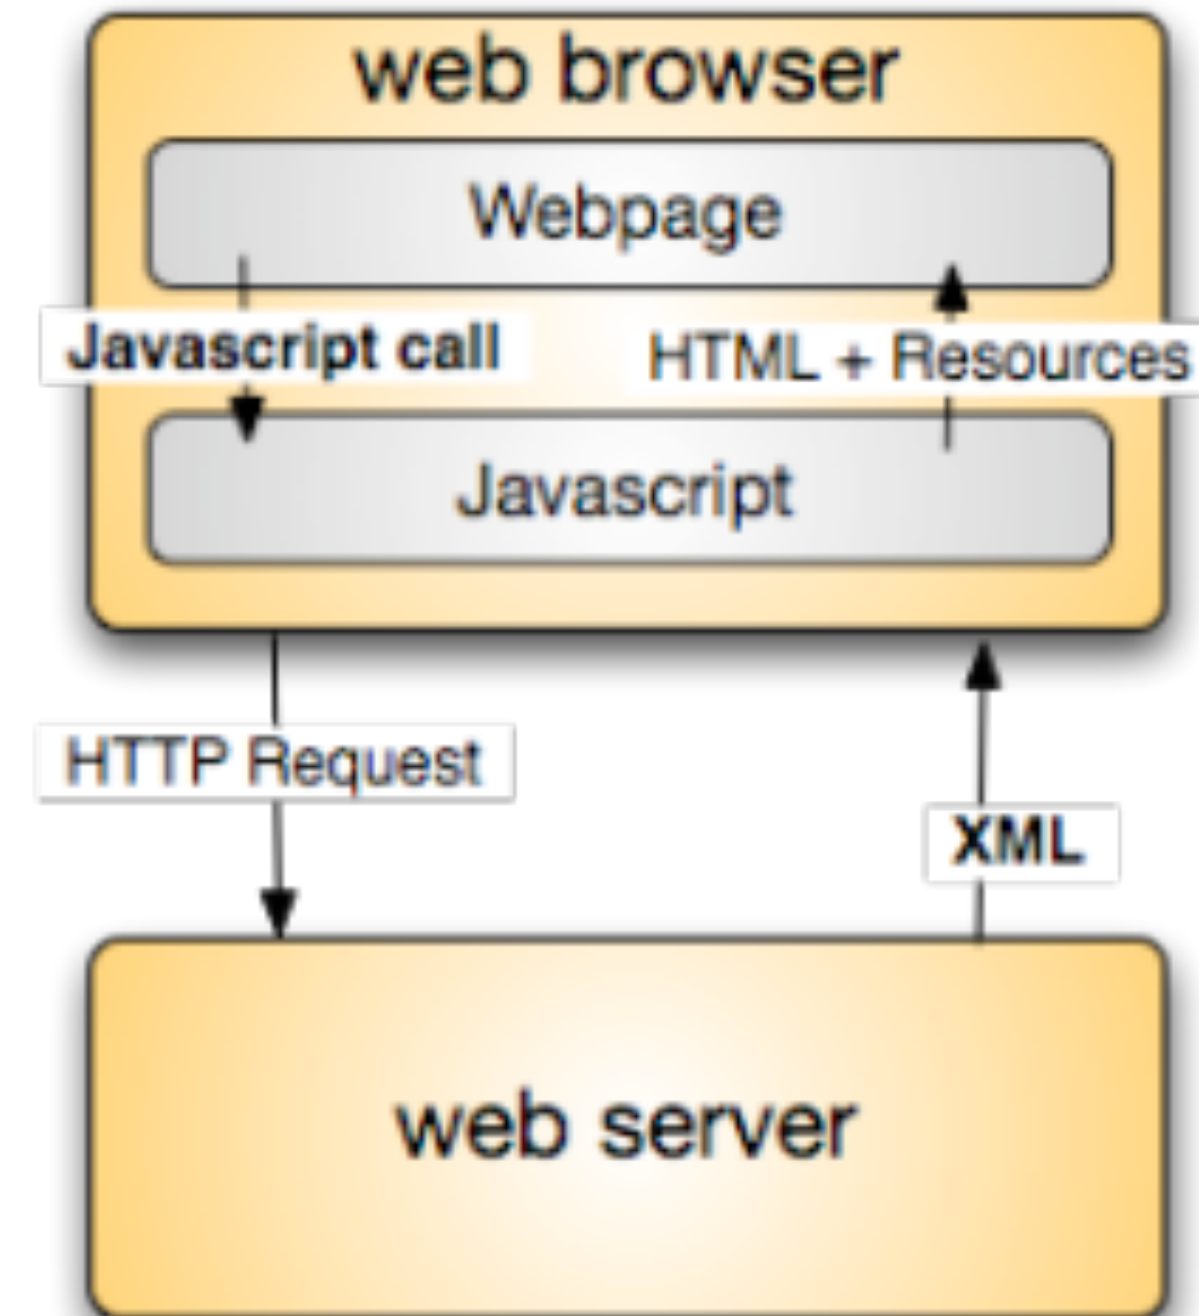 web browser
Webpage
Javascript call
HTML + Resources
Javascript
HTTP Request
XML
web server